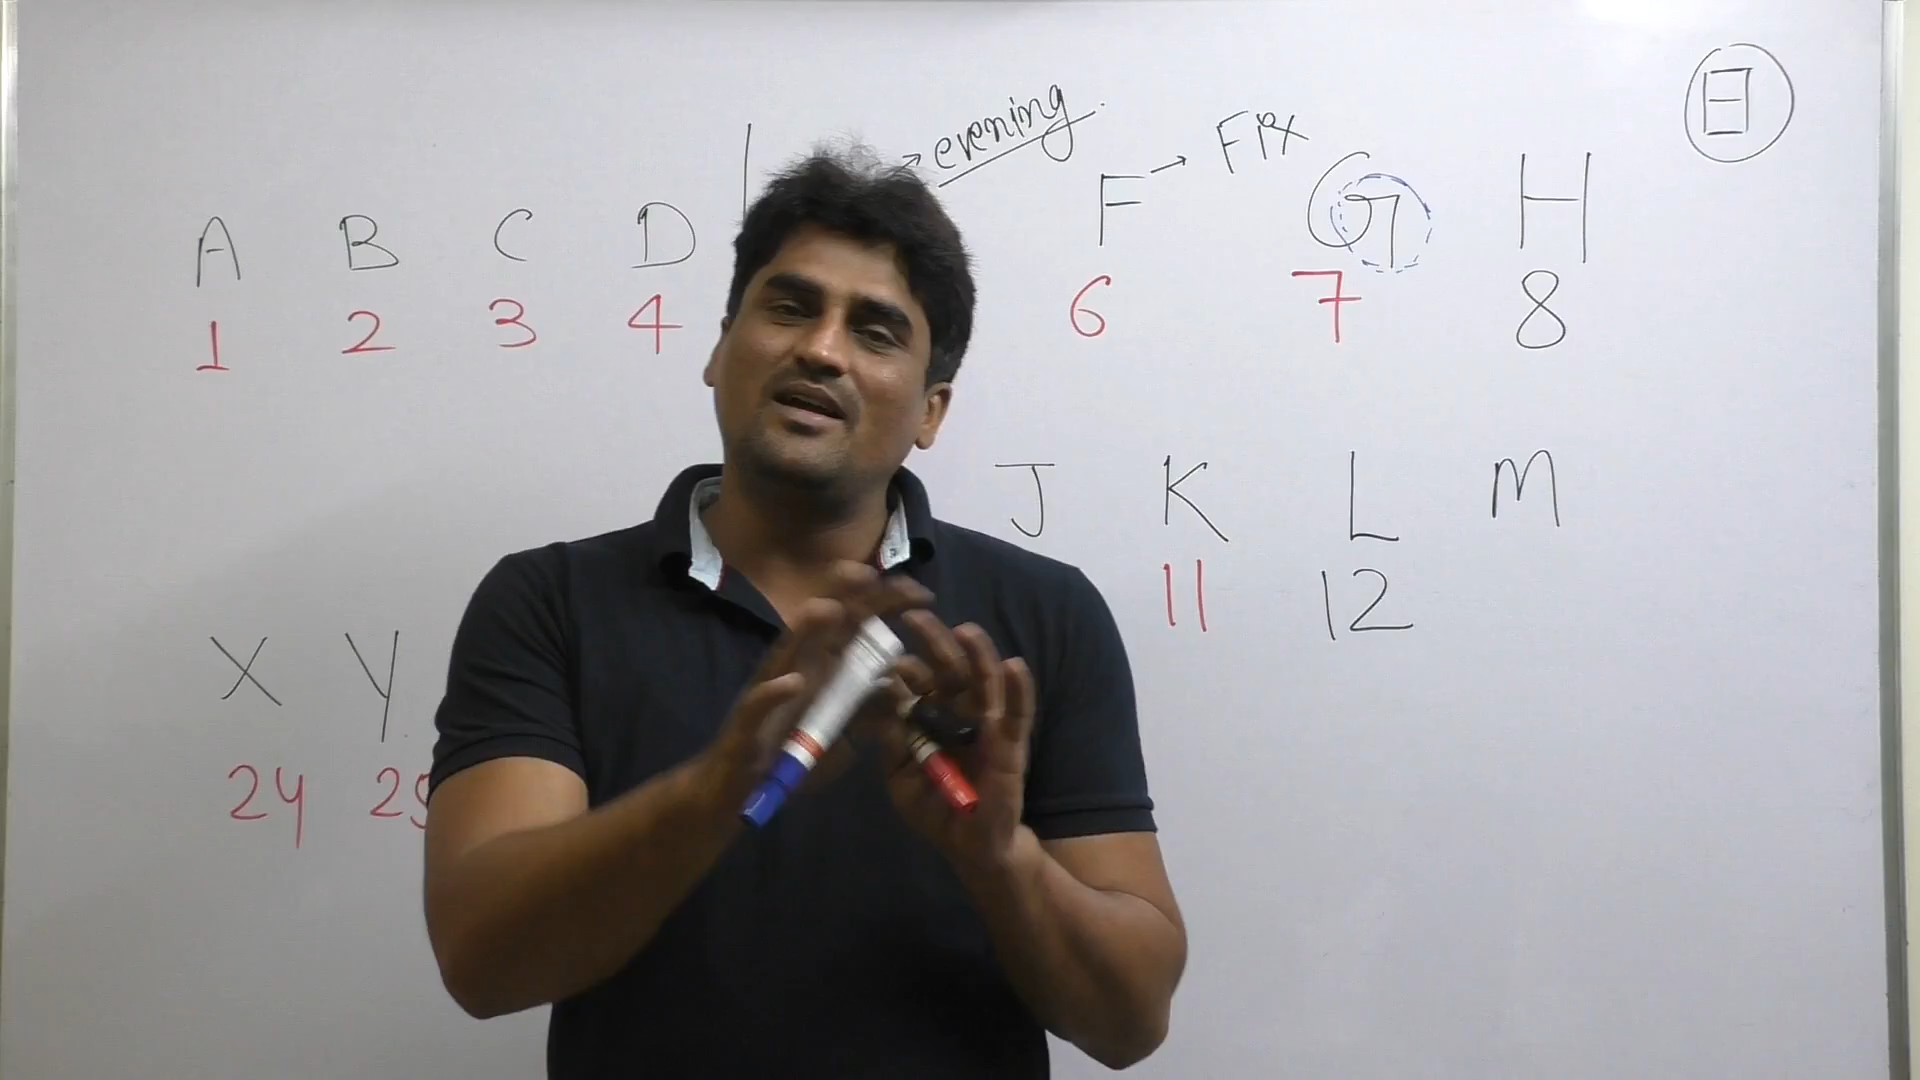 evening
FIX
A B C D F → G H
1 2 3 4 6 7 8
J K L M
11 12
X Y
24 25